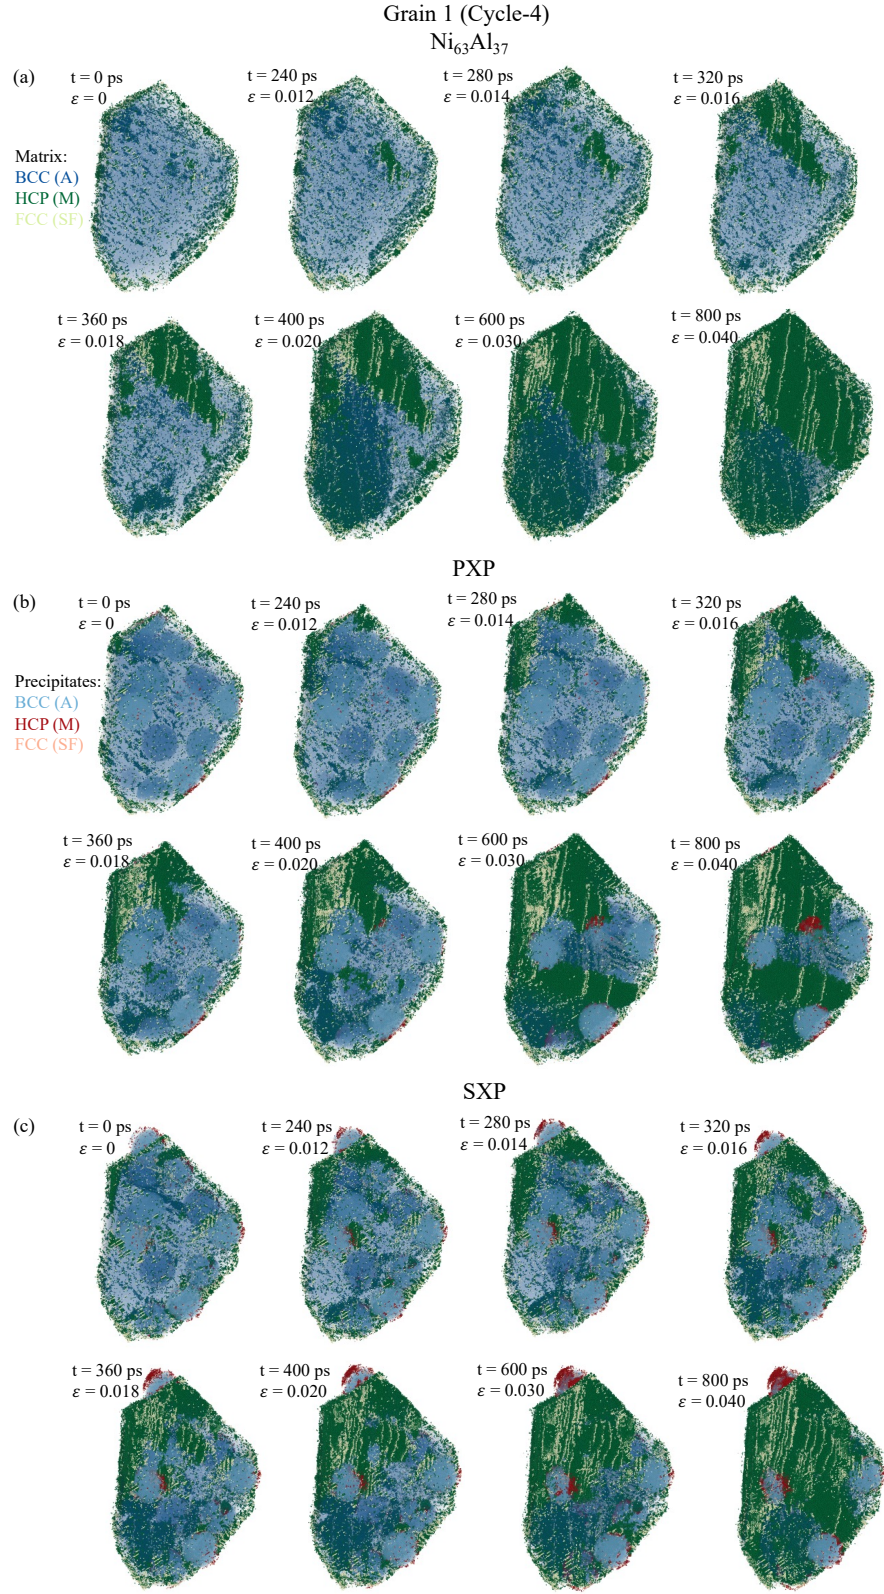 Grain 1 (Cycle-4)
Ni₆₃Al₃₇
(a)
t = 0 ps
ε = 0
t = 240 ps
ε = 0.012
t = 280 ps
ε = 0.014
t = 320 ps
ε = 0.016
Matrix:
BCC (A)
HCP (M)
FCC (SF)
t = 360 ps
ε = 0.018
t = 400 ps
ε = 0.020
t = 600 ps
ε = 0.030
t = 800 ps
ε = 0.040
PXP
(b)
t = 0 ps
ε = 0
t = 240 ps
ε = 0.012
t = 280 ps
ε = 0.014
t = 320 ps
ε = 0.016
Precipitates:
BCC (A)
HCP (M)
FCC (SF)
t = 360 ps
ε = 0.018
t = 400 ps
ε = 0.020
t = 600 ps
ε = 0.030
t = 800 ps
ε = 0.040
SXP
(c)
t = 0 ps
ε = 0
t = 240 ps
ε = 0.012
t = 280 ps
ε = 0.014
t = 320 ps
ε = 0.016
t = 360 ps
ε = 0.018
t = 400 ps
ε = 0.020
t = 600 ps
ε = 0.030
t = 800 ps
ε = 0.040